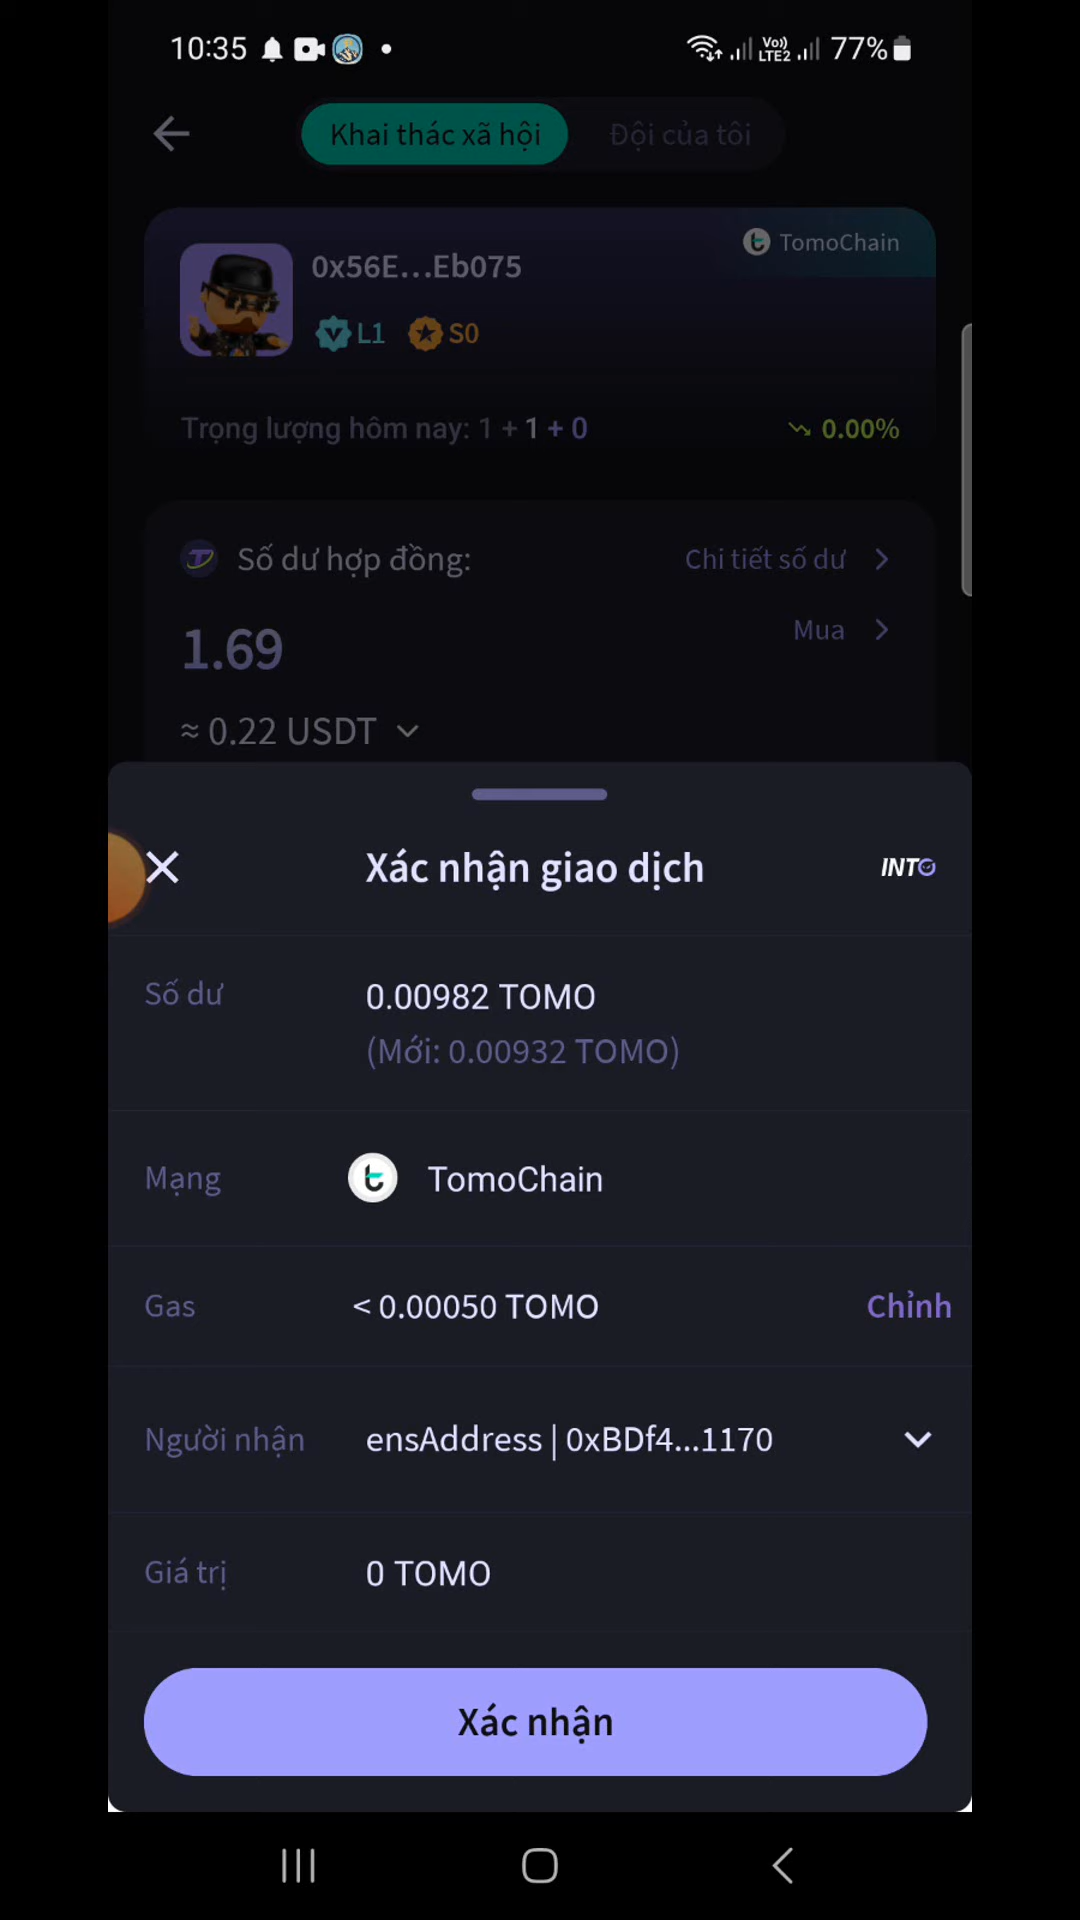 10:35
Vo))
LTE2
77%
Khai thác xã hội
Đội của tôi
TomoChain
0x56E...Eb075
L1
S0
Trọng lượng hôm nay: 1 + 1 + 0
0.00%
Số dư hợp đồng:
Chi tiết số dư
1.69
Mua
≈ 0.22 USDT
Xác nhận giao dịch
INTO
Số dư
0.00982 TOMO
(Mới: 0.00932 TOMO)
Mạng
TomoChain
Gas
< 0.00050 TOMO
Chỉnh
Người nhận
ensAddress | 0xBDf4...1170
Giá trị
0 TOMO
Xác nhận